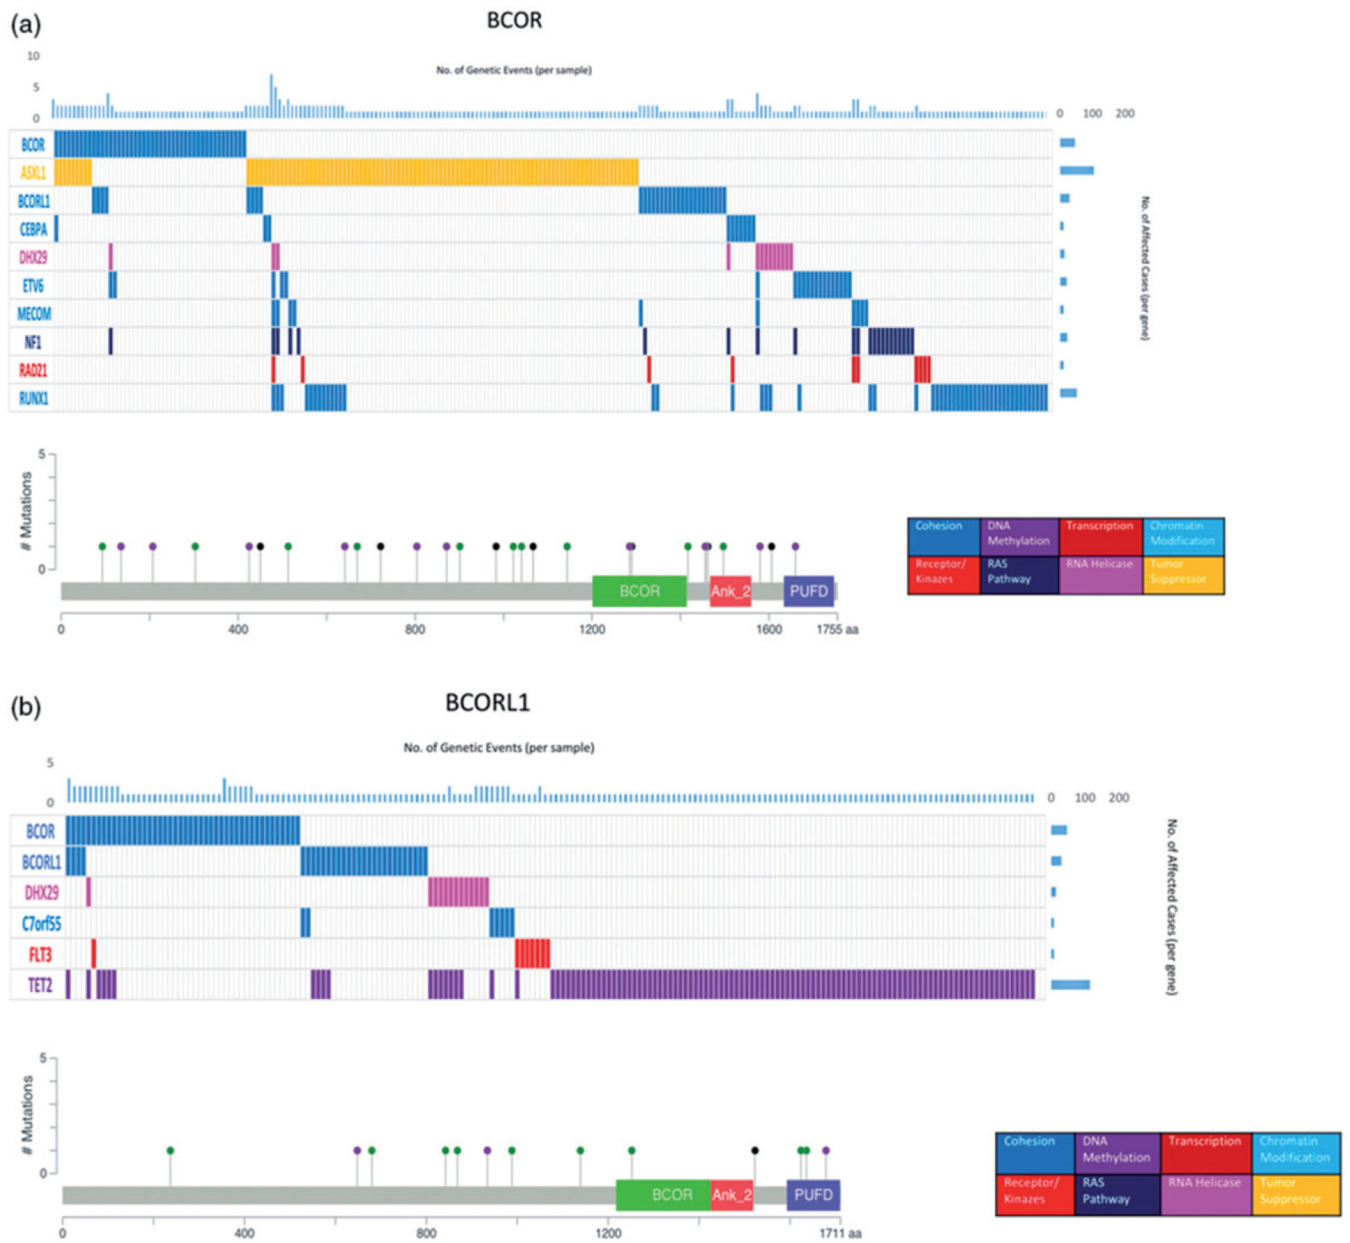 (a)
BCOR
No. of Genetic Events (per sample)
10
5
0
0 100 200
BCOR
ASXL1
BCORL1
CEBPA
DHX29
ETV6
MECOM
NF1
RAD21
RUNX1
No. of Affected Cases (per gene)
5
0
# Mutations
BCOR Ank_2 PUFD
0 400 800 1200 1600 1755 aa
Cohesion
DNA
Methylation
Transcription
Chromatin
Modification
Receptor/
Kinazes
RAS
Pathway
RNA Helicase
Tumor
Suppressor
(b)
BCORL1
No. of Genetic Events (per sample)
5
0
0 100 200
BCOR
BCORL1
DHX29
C7orf55
FLT3
TET2
No. of Affected Cases (per gene)
5
0
# Mutations
BCOR Ank_2 PUFD
0 400 800 1200 1711 aa
Cohesion
DNA
Methylation
Transcription
Chromatin
Modification
Receptor/
Kinazes
RAS
Pathway
RNA Helicase
Tumor
Suppressor